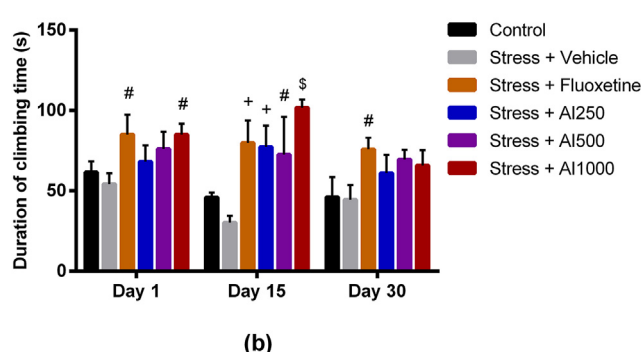 150
100
50
0
Duration of climbing time (s)
#
#
+
+
#
$
#
Day 1
Day 15
Day 30
Control
Stress + Vehicle
Stress + Fluoxetine
Stress + AI250
Stress + AI500
Stress + AI1000
(b)